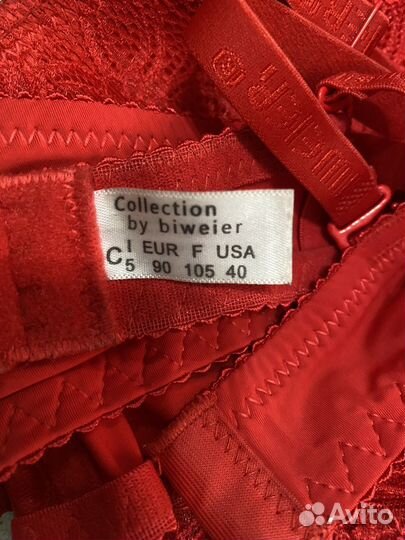 Collection
by biweier
C I EUR F USA
5 90 105 40
Avito